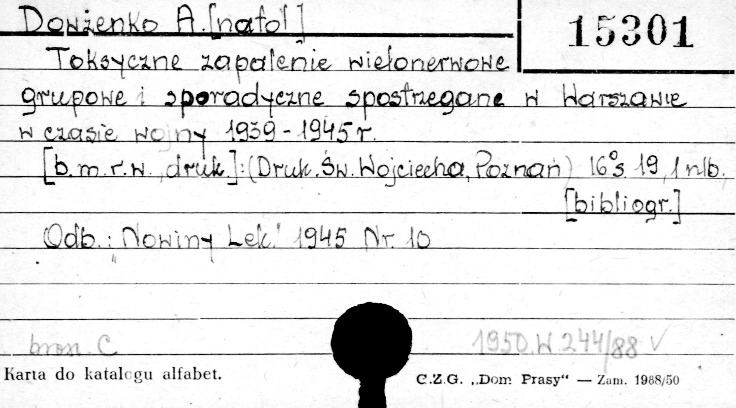 Dowżenko A.[natol]
15301
Toksyczne zapalenie wielonerwowe
grupowe i sporadyczne spostrzegane w Warszawie
w czasie wojny 1939-1945 r.
[b.m.r.w. druk.]:(Druk. Św. Wojciecha, Poznań) 16° s. 19, 1 nlb.
[bibliogr.]
Odb.: „Nowiny Lek." 1945 Nr. 10
bron. C
1950.W 244/88 ✓
Karta do katalogu alfabet.
C.Z.G. „Dom Prasy" — Zam. 1968/50